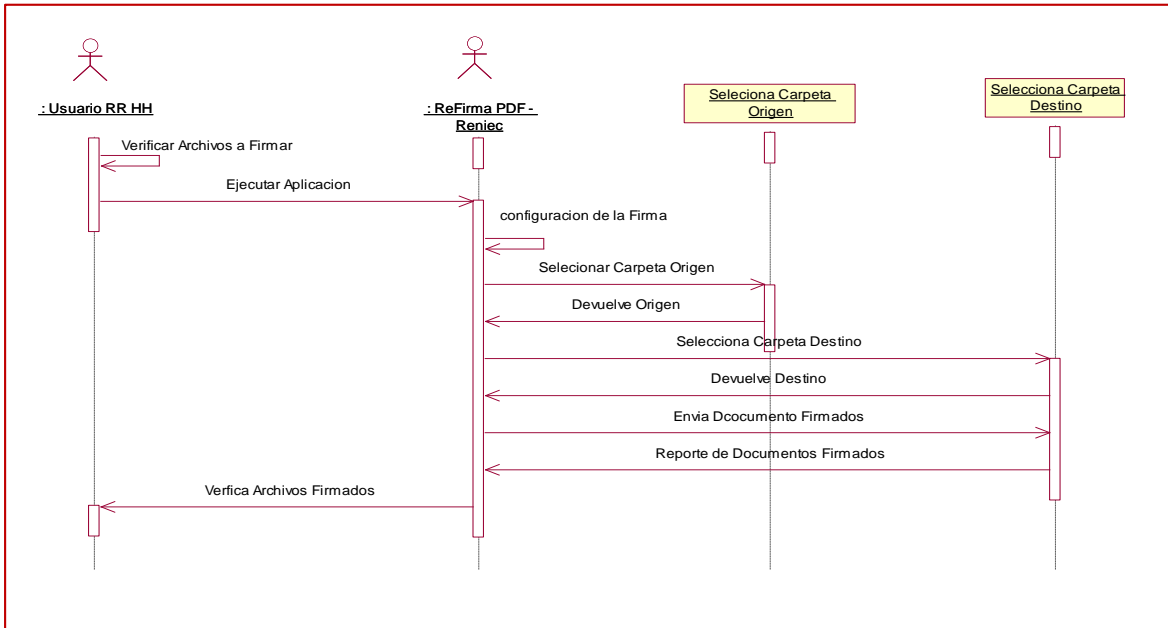 : Usuario RR HH
: ReFirma PDF -
Reniec
Seleciona Carpeta
Origen
Selecciona Carpeta
Destino
Verificar Archivos a Firmar
Ejecutar Aplicacion
configuracion de la Firma
Selecionar Carpeta Origen
Devuelve Origen
Selecciona Carpeta Destino
Devuelve Destino
Envia Dcocumento Firmados
Reporte de Documentos Firmados
Verfica Archivos Firmados